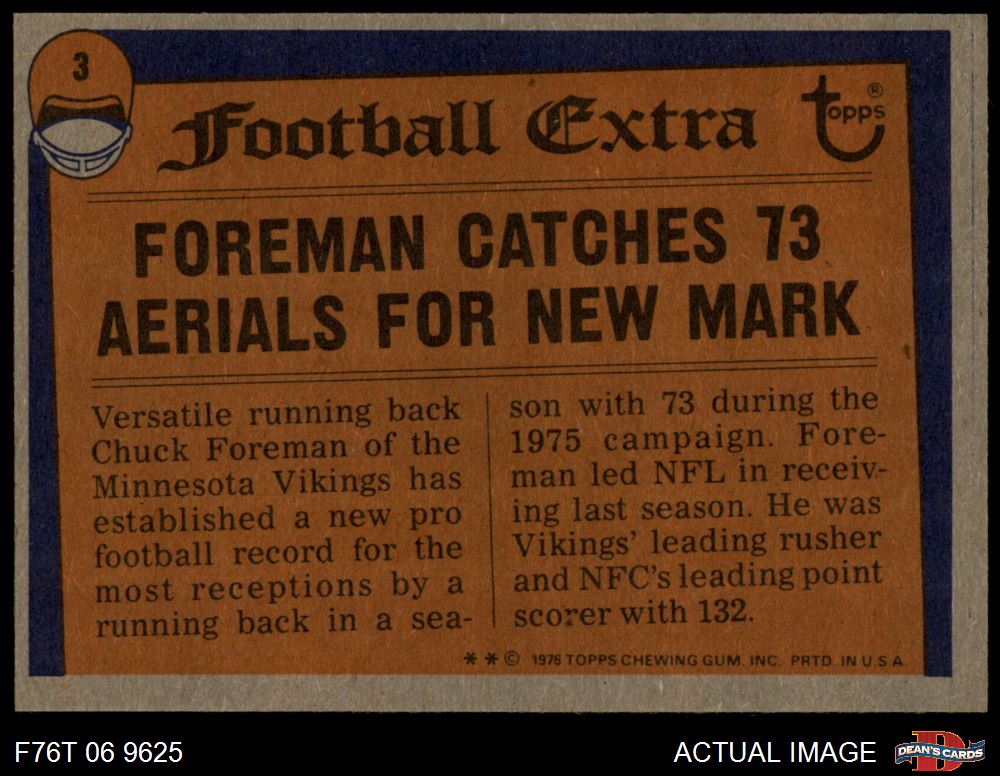 3
Football Extra
topps®
FOREMAN CATCHES 73
AERIALS FOR NEW MARK
Versatile running back
Chuck Foreman of the
Minnesota Vikings has
established a new pro
football record for the
most receptions by a
running back in a sea-
son with 73 during the
1975 campaign. Fore-
man led NFL in receiv-
ing last season. He was
Vikings' leading rusher
and NFC's leading point
scorer with 132.
* * © 1976 TOPPS CHEWING GUM. INC. PRTD. IN U.S.A.
F76T 06 9625
ACTUAL IMAGE
D
DEAN'S CARDS